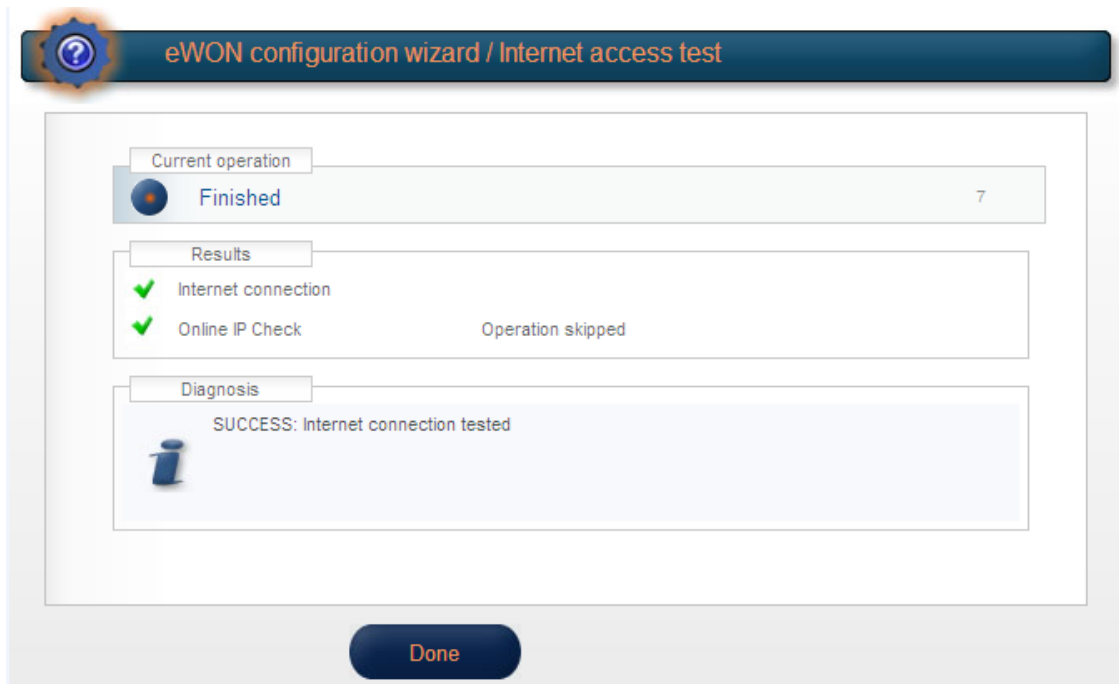 eWON configuration wizard / Internet access test
Current operation
Finished 7
Results
Internet connection
Online IP Check Operation skipped
Diagnosis
SUCCESS: Internet connection tested
Done